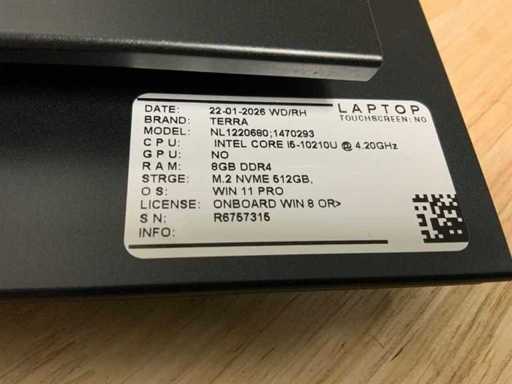 LAPTOP
TOUCHSCREEN: NO
DATE: 22-01-2026 WD/RH
BRAND: TERRA
MODEL: NL1220680;1470293
CPU: INTEL CORE I5-10210U @ 4.20GHz
GPU: NO
RAM: 8GB DDR4
STRGE: M.2 NVME 512GB,
OS: WIN 11 PRO
LICENSE: ONBOARD WIN 8 OR>
SN: R6757315
INFO: